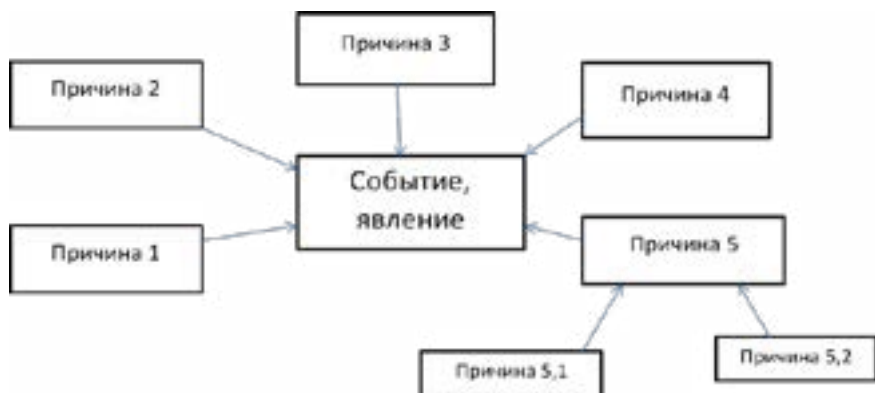 Причина 3
Причина 2
Причина 4
Событие,
явление
Причина 1
Причина 5
Причина 5,1
Причина 5,2